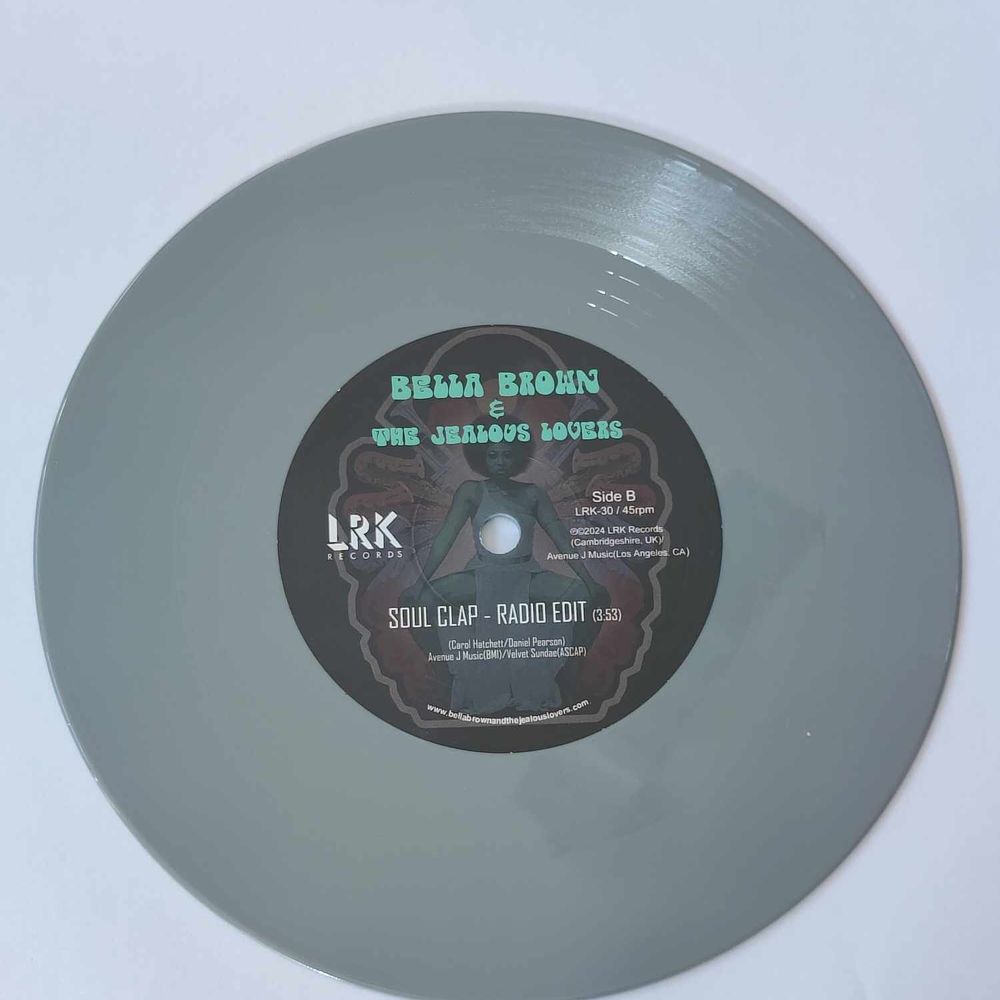 BELLA BROWN
&
THE JEALOUS LOVERS
Side B
LRK-30 / 45rpm
℗©2024 LRK Records
(Cambridgeshire, UK)/
Avenue J Music(Los Angeles, CA)
LRK
RECORDS
SOUL CLAP - RADIO EDIT (3:53)
(Carol Hatchett/Daniel Pearson)
Avenue J Music(BMI)/Velvet Sundae(ASCAP)
www.bellabrownandthejealouslovers.com